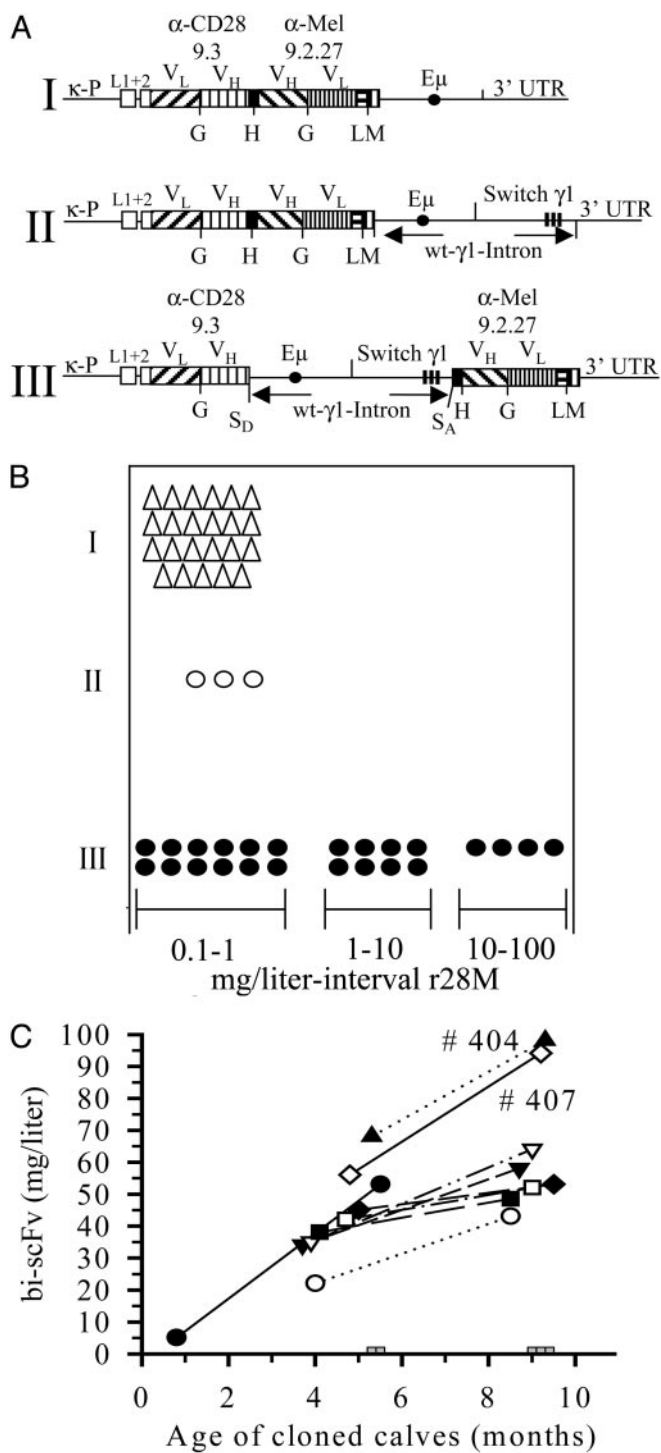 A
α-CD28 α-Mel
9.3 9.2.27
I κ-P L1+2 VL VH VH VL Eμ 3’ UTR
G H G LM
II κ-P L1+2 VL VH VH VL Eμ Switch γ1 3’ UTR
G H G LM wt-γ1-Intron
α-CD28 α-Mel
9.3 9.2.27
III κ-P L1+2 VL VH Eμ Switch γ1 VH VL 3’ UTR
G SD wt-γ1-Intron SA H G LM
B
I
II
III
0.1-1 1-10 10-100
mg/liter-interval r28M
C
bi-scFv (mg/liter)
100
90
80
70
60
50
40
30
20
10
0
# 404
# 407
0 2 4 6 8 10
Age of cloned calves (months)